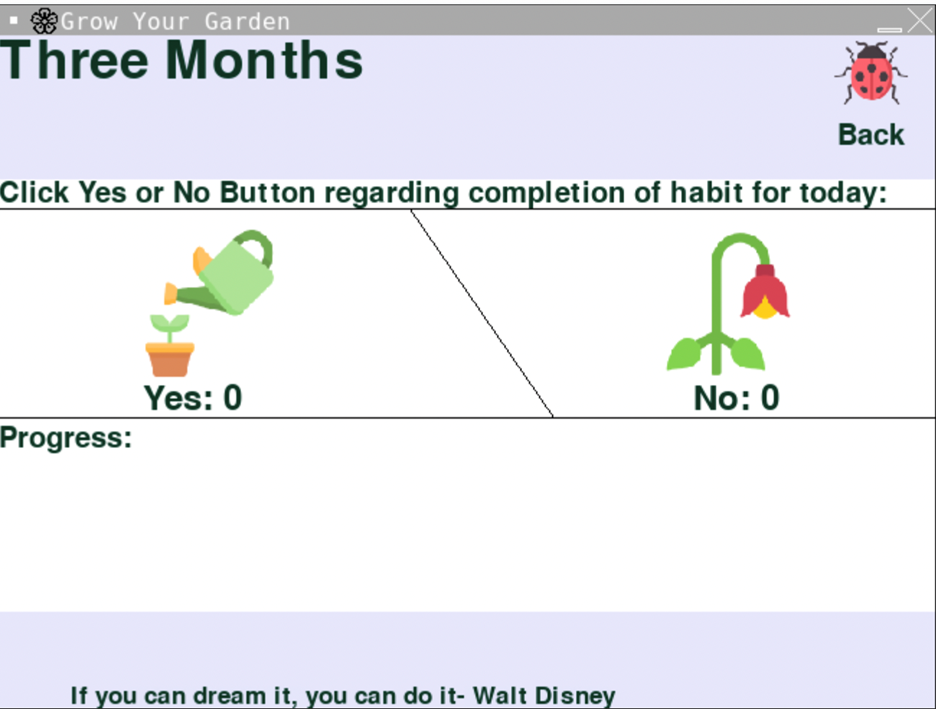 Grow Your Garden
Three Months
Back
Click Yes or No Button regarding completion of habit for today:
Yes: 0
No: 0
Progress:
If you can dream it, you can do it- Walt Disney